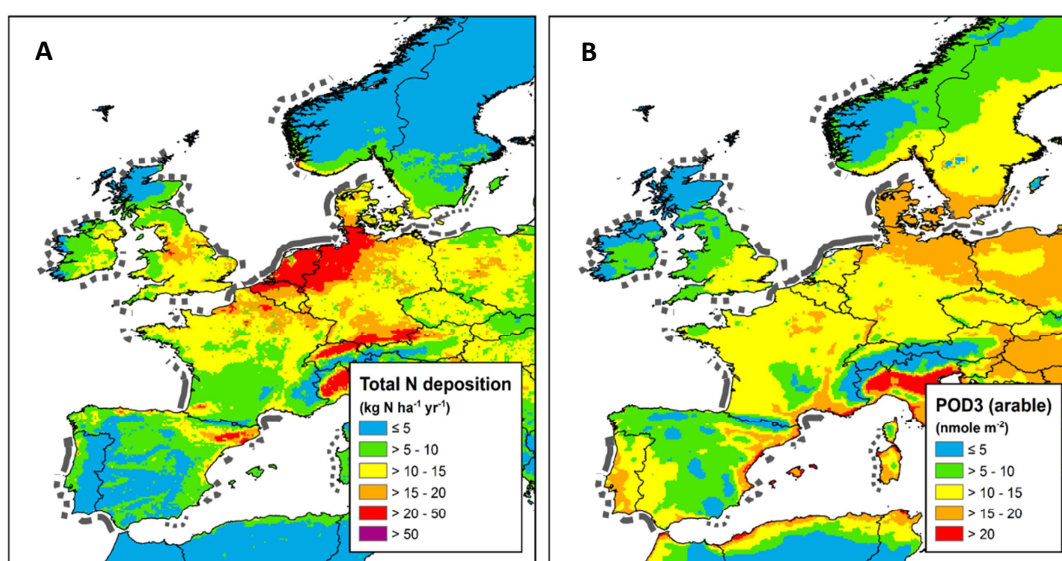 A
Total N deposition
(kg N ha⁻¹ yr⁻¹)
≤ 5
> 5 - 10
> 10 - 15
> 15 - 20
> 20 - 50
> 50
B
POD3 (arable)
(nmole m⁻²)
≤ 5
> 5 - 10
> 10 - 15
> 15 - 20
> 20